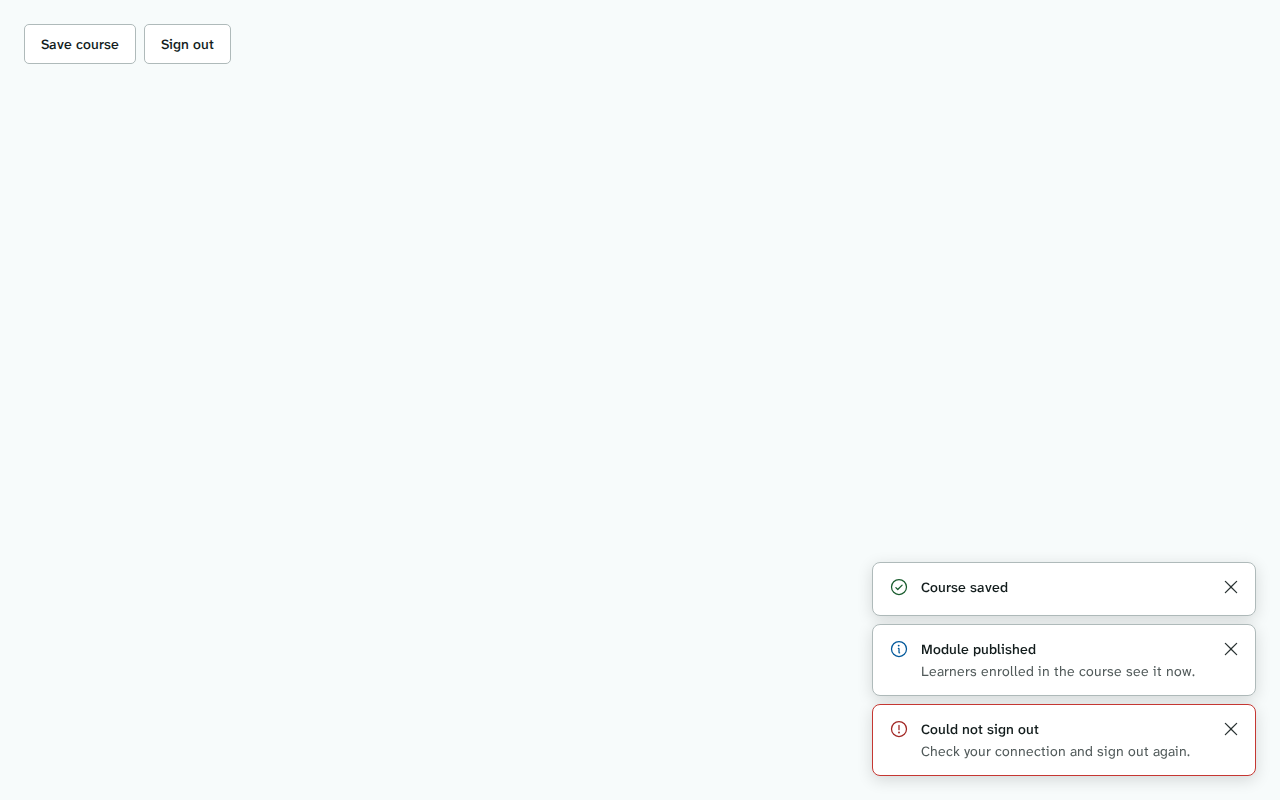 Save course
Sign out
Course saved
Module published
Learners enrolled in the course see it now.
Could not sign out
Check your connection and sign out again.